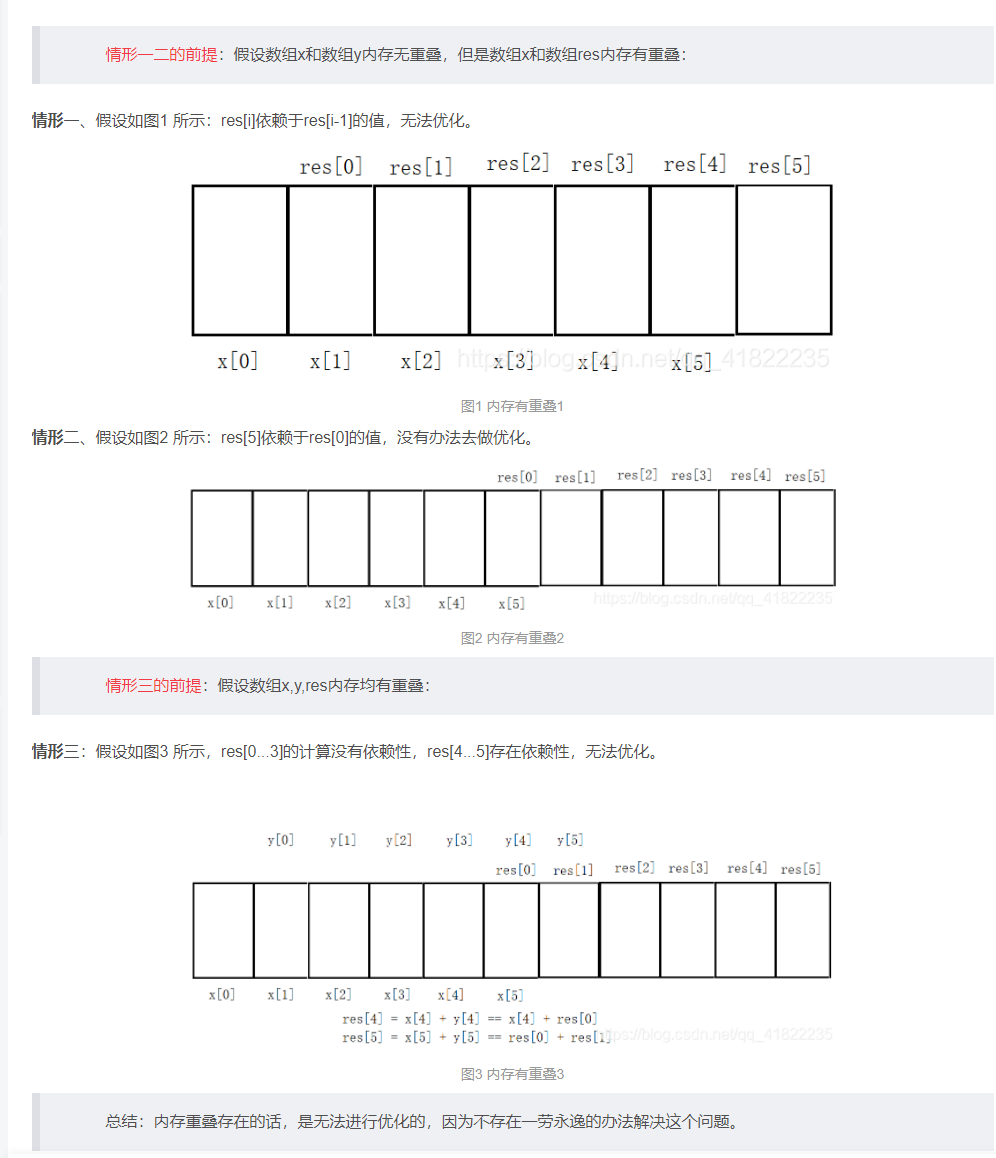 情形一二的前提：假设数组x和数组y内存无重叠，但是数组x和数组res内存有重叠：
情形一、假设如图1 所示：res[i]依赖于res[i-1]的值，无法优化。
res[0] res[1] res[2] res[3] res[4] res[5]
x[0] x[1] x[2] x[3] x[4] x[5]
https://blog.csdn.net/qq_41822235
图1 内存有重叠1
情形二、假设如图2 所示：res[5]依赖于res[0]的值，没有办法去做优化。
res[0] res[1] res[2] res[3] res[4] res[5]
x[0] x[1] x[2] x[3] x[4] x[5]
https://blog.csdn.net/qq_41822235
图2 内存有重叠2
情形三的前提：假设数组x,y,res内存均有重叠：
情形三：假设如图3 所示，res[0...3]的计算没有依赖性，res[4...5]存在依赖性，无法优化。
y[0] y[1] y[2] y[3] y[4] y[5]
res[0] res[1] res[2] res[3] res[4] res[5]
x[0] x[1] x[2] x[3] x[4] x[5]
res[4] = x[4] + y[4] == x[4] + res[0]
res[5] = x[5] + y[5] == res[0] + res[1]
https://blog.csdn.net/qq_41822235
图3 内存有重叠3
总结：内存重叠存在的话，是无法进行优化的，因为不存在一劳永逸的办法解决这个问题。